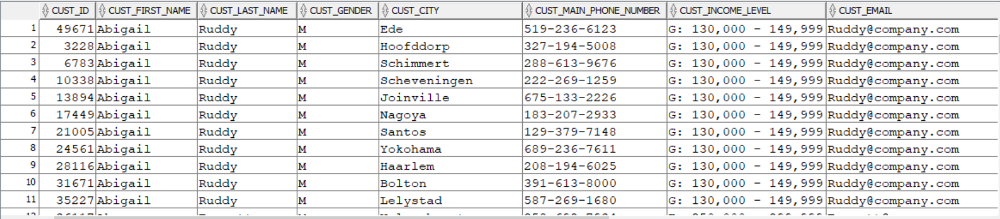 CUST_ID CUST_FIRST_NAME CUST_LAST_NAME CUST_GENDER CUST_CITY CUST_MAIN_PHONE_NUMBER CUST_INCOME_LEVEL CUST_EMAIL
1 49671 Abigail Ruddy M Ede 519-236-6123 G: 130,000 - 149,999 Ruddy@company.com
2 3228 Abigail Ruddy M Hoofddorp 327-194-5008 G: 130,000 - 149,999 Ruddy@company.com
3 6783 Abigail Ruddy M Schimmert 288-613-9676 G: 130,000 - 149,999 Ruddy@company.com
4 10338 Abigail Ruddy M Scheveningen 222-269-1259 G: 130,000 - 149,999 Ruddy@company.com
5 13894 Abigail Ruddy M Joinville 675-133-2226 G: 130,000 - 149,999 Ruddy@company.com
6 17449 Abigail Ruddy M Nagoya 183-207-2933 G: 130,000 - 149,999 Ruddy@company.com
7 21005 Abigail Ruddy M Santos 129-379-7148 G: 130,000 - 149,999 Ruddy@company.com
8 24561 Abigail Ruddy M Yokohama 689-236-7611 G: 130,000 - 149,999 Ruddy@company.com
9 28116 Abigail Ruddy M Haarlem 208-194-6025 G: 130,000 - 149,999 Ruddy@company.com
10 31671 Abigail Ruddy M Bolton 391-613-8000 G: 130,000 - 149,999 Ruddy@company.com
11 35227 Abigail Ruddy M Lelystad 587-269-1680 G: 130,000 - 149,999 Ruddy@company.com